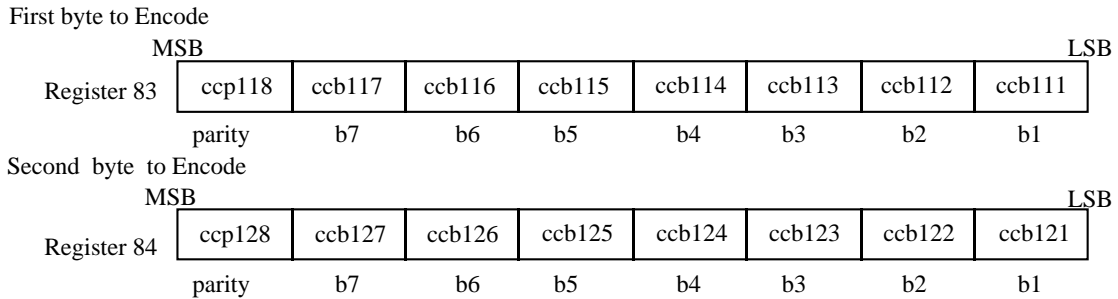 First byte to Encode
MSB LSB
Register 83 ccp118 ccb117 ccb116 ccb115 ccb114 ccb113 ccb112 ccb111
parity b7 b6 b5 b4 b3 b2 b1
Second byte to Encode
MSB LSB
Register 84 ccp128 ccb127 ccb126 ccb125 ccb124 ccb123 ccb122 ccb121
parity b7 b6 b5 b4 b3 b2 b1